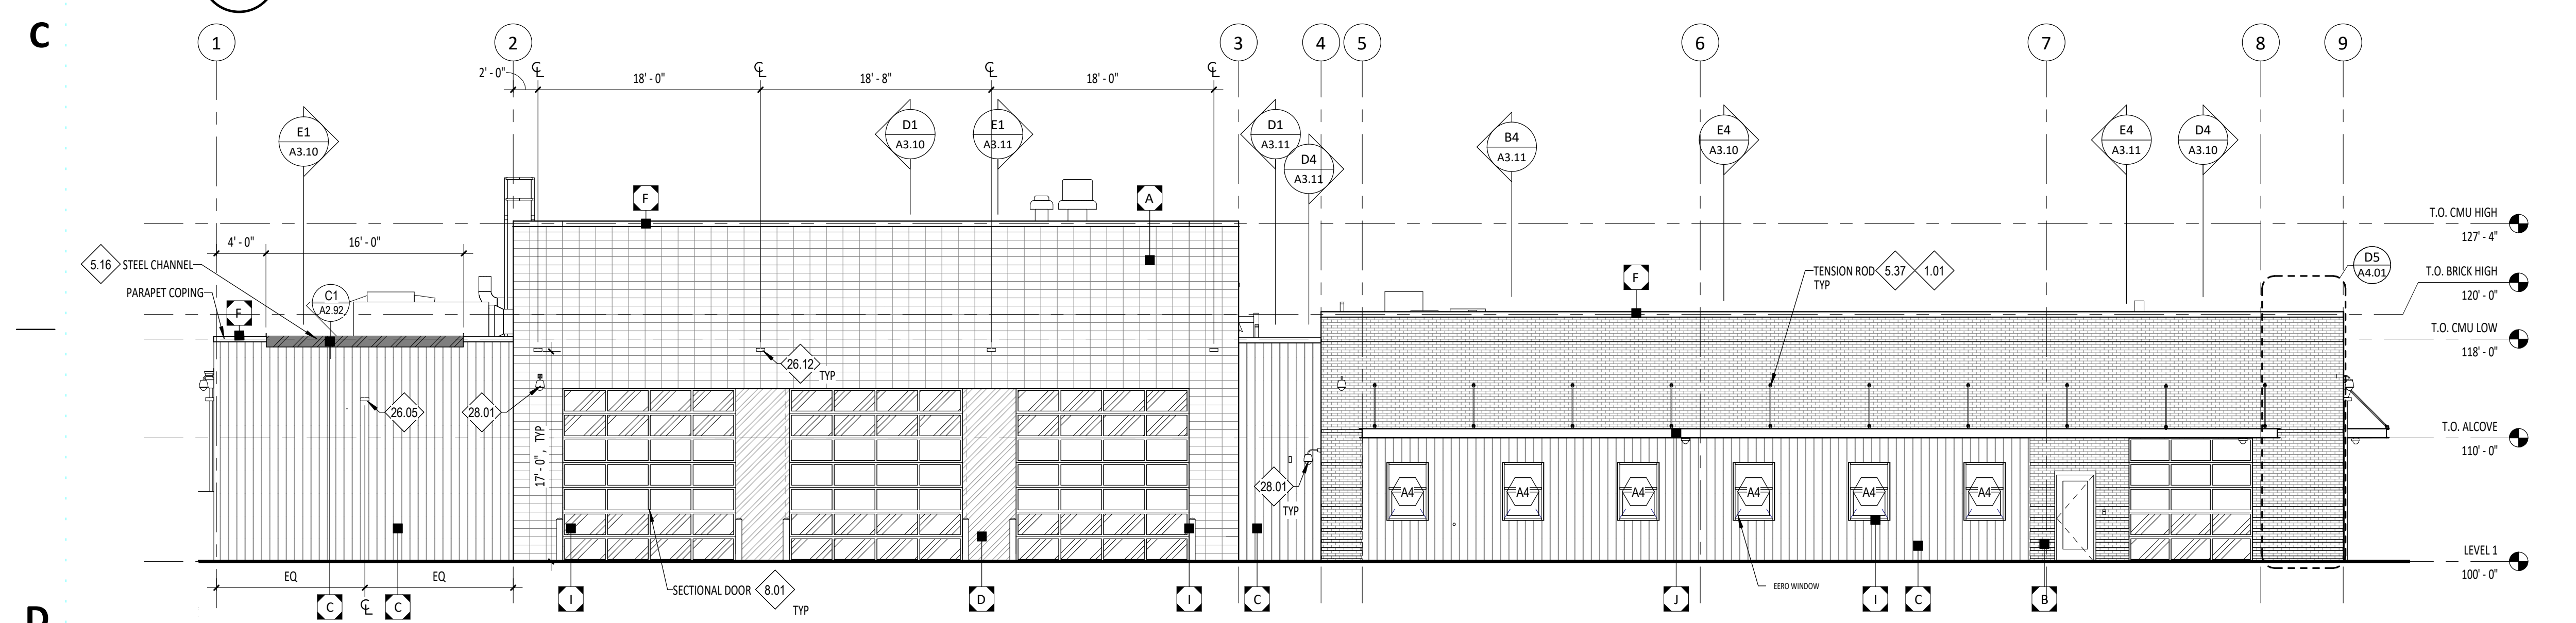 C
1
2
3
4
5
6
7
8
9
2' - 0"
18' - 0"
18' - 8"
18' - 0"
E1
A3.10
D1
A3.10
E1
A3.11
D1
A3.11
D4
A3.11
B4
A3.11
E4
A3.10
E4
A3.11
D4
A3.10
F
A
T.O. CMU HIGH
127' - 4"
4' - 0"
16' - 0"
5.16 STEEL CHANNEL
PARAPET COPING
F
C1
A2.92
F
TENSION ROD 5.37 1.01
TYP
D5
A4.01
T.O. BRICK HIGH
120' - 0"
T.O. CMU LOW
118' - 0"
26.12 TYP
26.05
28.01
17' - 0", TYP
28.01
TYP
T.O. ALCOVE
110' - 0"
A4
A4
A4
A4
A4
A4
LEVEL 1
100' - 0"
EQ
EQ
C
C
I
SECTIONAL DOOR 8.01
TYP
D
I
C
J
EERO WINDOW
I
C
B
D